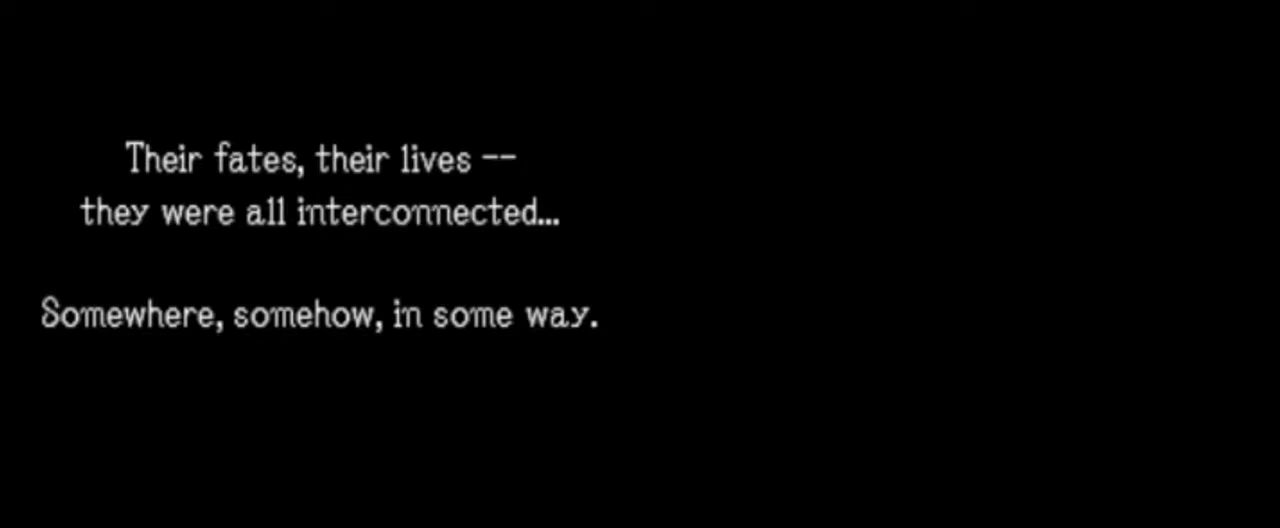 Their fates, their lives --
they were all interconnected...
Somewhere, somehow, in some way.